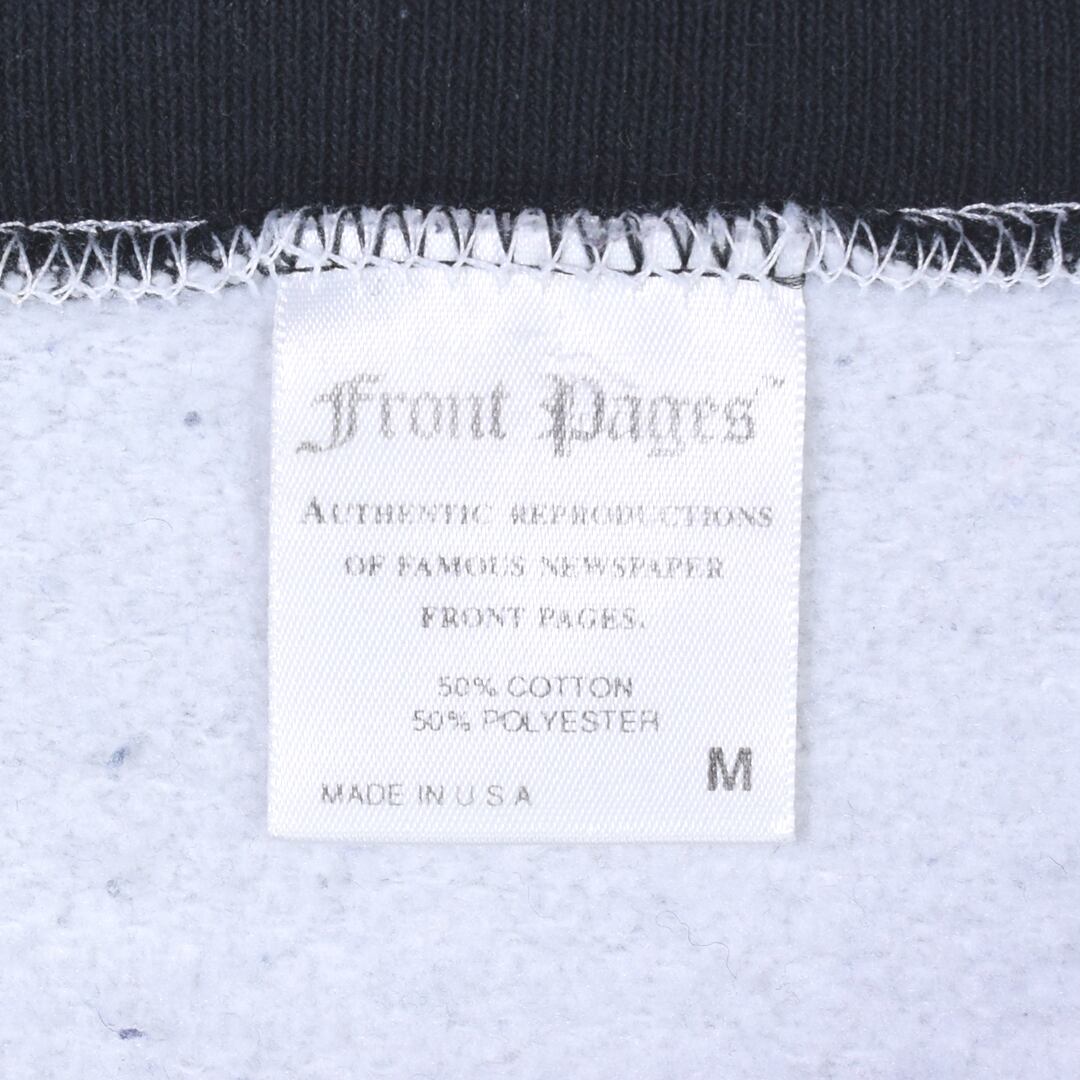 Front Pages™
AUTHENTIC REPRODUCTIONS
OF FAMOUS NEWSPAPER
FRONT PAGES.
50% COTTON
50% POLYESTER
M
MADE IN U S A